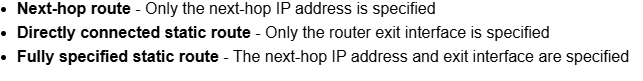 • Next-hop route - Only the next-hop IP address is specified
• Directly connected static route - Only the router exit interface is specified
• Fully specified static route - The next-hop IP address and exit interface are specified